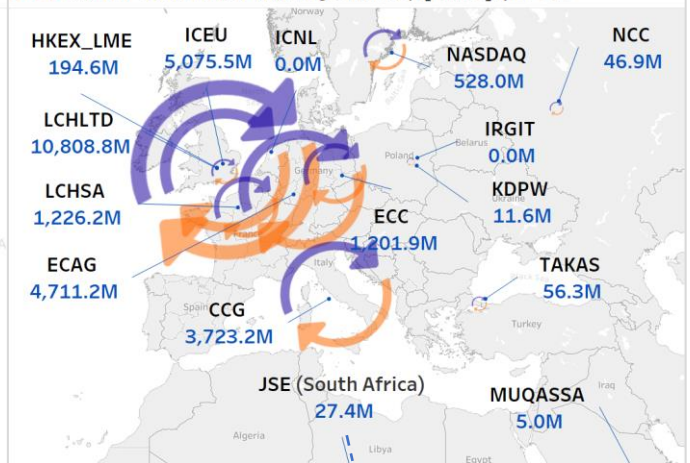 Norway
HKEX_LME
194.6M
ICEU
5,075.5M
ICNL
0.0M
NASDAQ
528.0M
NCC
46.9M
LCHLTD
10,808.8M
IRGIT
0.0M
Belarus
Poland
Germany
LCHSA
1,226.2M
KDPW
11.6M
Ukraine
ECC
1,201.9M
France
ECAG
4,711.2M
Italy
TAKAS
56.3M
Spain
CCG
3,723.2M
Turkey
JSE (South Africa)
27.4M
MUQASSA
5.0M
Iraq
Algeria
Libya
Egypt